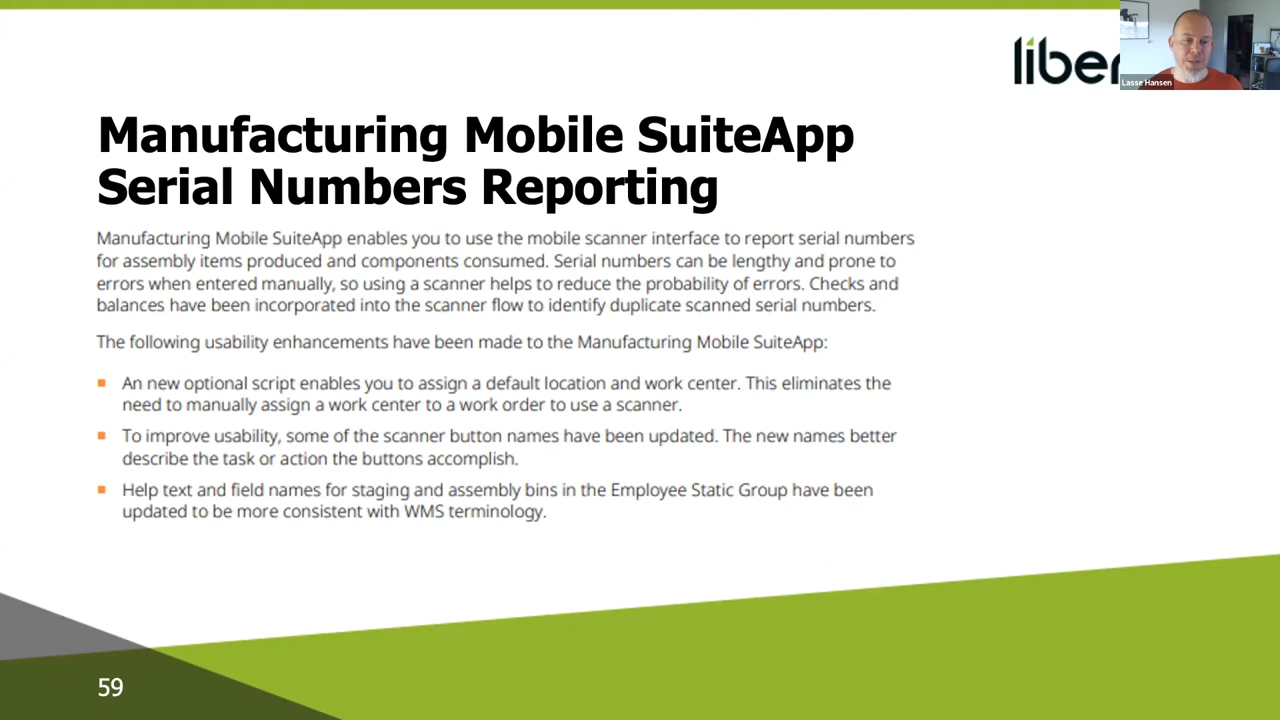 liber
Lasse Hansen
Manufacturing Mobile SuiteApp
Serial Numbers Reporting
Manufacturing Mobile SuiteApp enables you to use the mobile scanner interface to report serial numbers
for assembly items produced and components consumed. Serial numbers can be lengthy and prone to
errors when entered manually, so using a scanner helps to reduce the probability of errors. Checks and
balances have been incorporated into the scanner flow to identify duplicate scanned serial numbers.
The following usability enhancements have been made to the Manufacturing Mobile SuiteApp:
An new optional script enables you to assign a default location and work center. This eliminates the
need to manually assign a work center to a work order to use a scanner.
To improve usability, some of the scanner button names have been updated. The new names better
describe the task or action the buttons accomplish.
Help text and field names for staging and assembly bins in the Employee Static Group have been
updated to be more consistent with WMS terminology.
59